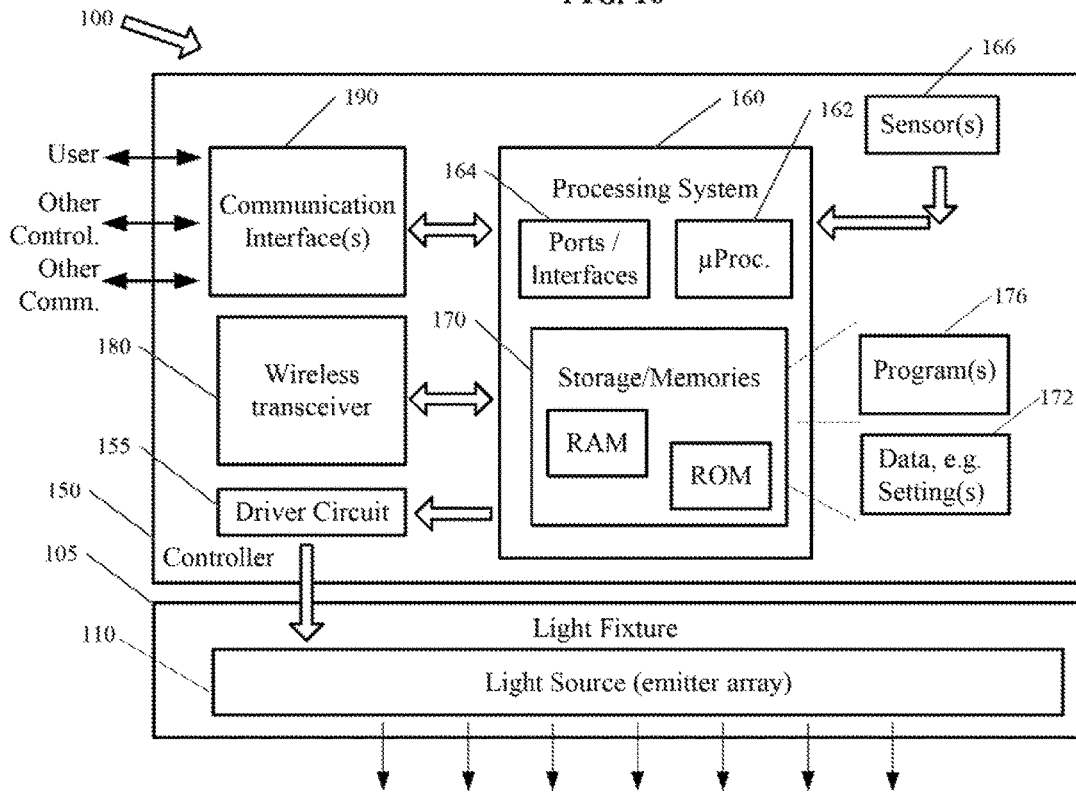 100
190
160
162
166
Sensor(s)
User
164
Processing System
Other
Control.
Communication
Interface(s)
Ports /
Interfaces
µProc.
Other
Comm.
176
170
180
Wireless
transceiver
Storage/Memories
Program(s)
172
RAM
ROM
Data, e.g.
Setting(s)
155
Driver Circuit
150
Controller
105
Light Fixture
110
Light Source (emitter array)